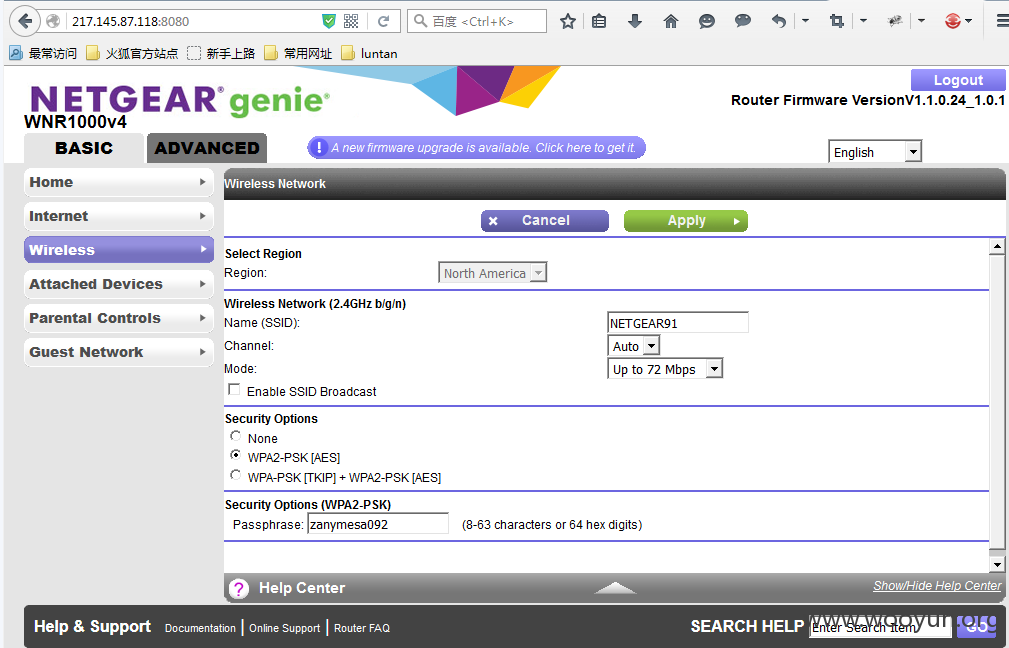 217.145.87.118:8080
百度 <Ctrl+K>
最常访问 火狐官方站点 新手上路 常用网址 luntan
NETGEAR® genie®
WNR1000v4
Logout
Router Firmware VersionV1.1.0.24_1.0.1
BASIC
ADVANCED
A new firmware upgrade is available. Click here to get it.
English
Home
Internet
Wireless
Attached Devices
Parental Controls
Guest Network
Wireless Network
Cancel
Apply
Select Region
Region: North America
Wireless Network (2.4GHz b/g/n)
Name (SSID): NETGEAR91
Channel: Auto
Mode: Up to 72 Mbps
Enable SSID Broadcast
Security Options
None
WPA2-PSK [AES]
WPA-PSK [TKIP] + WPA2-PSK [AES]
Security Options (WPA2-PSK)
Passphrase: zanymesa092 (8-63 characters or 64 hex digits)
? Help Center
Show/Hide Help Center
Help & Support Documentation | Online Support | Router FAQ
SEARCH HELP Enter Search Item GO
www.wooyun.org